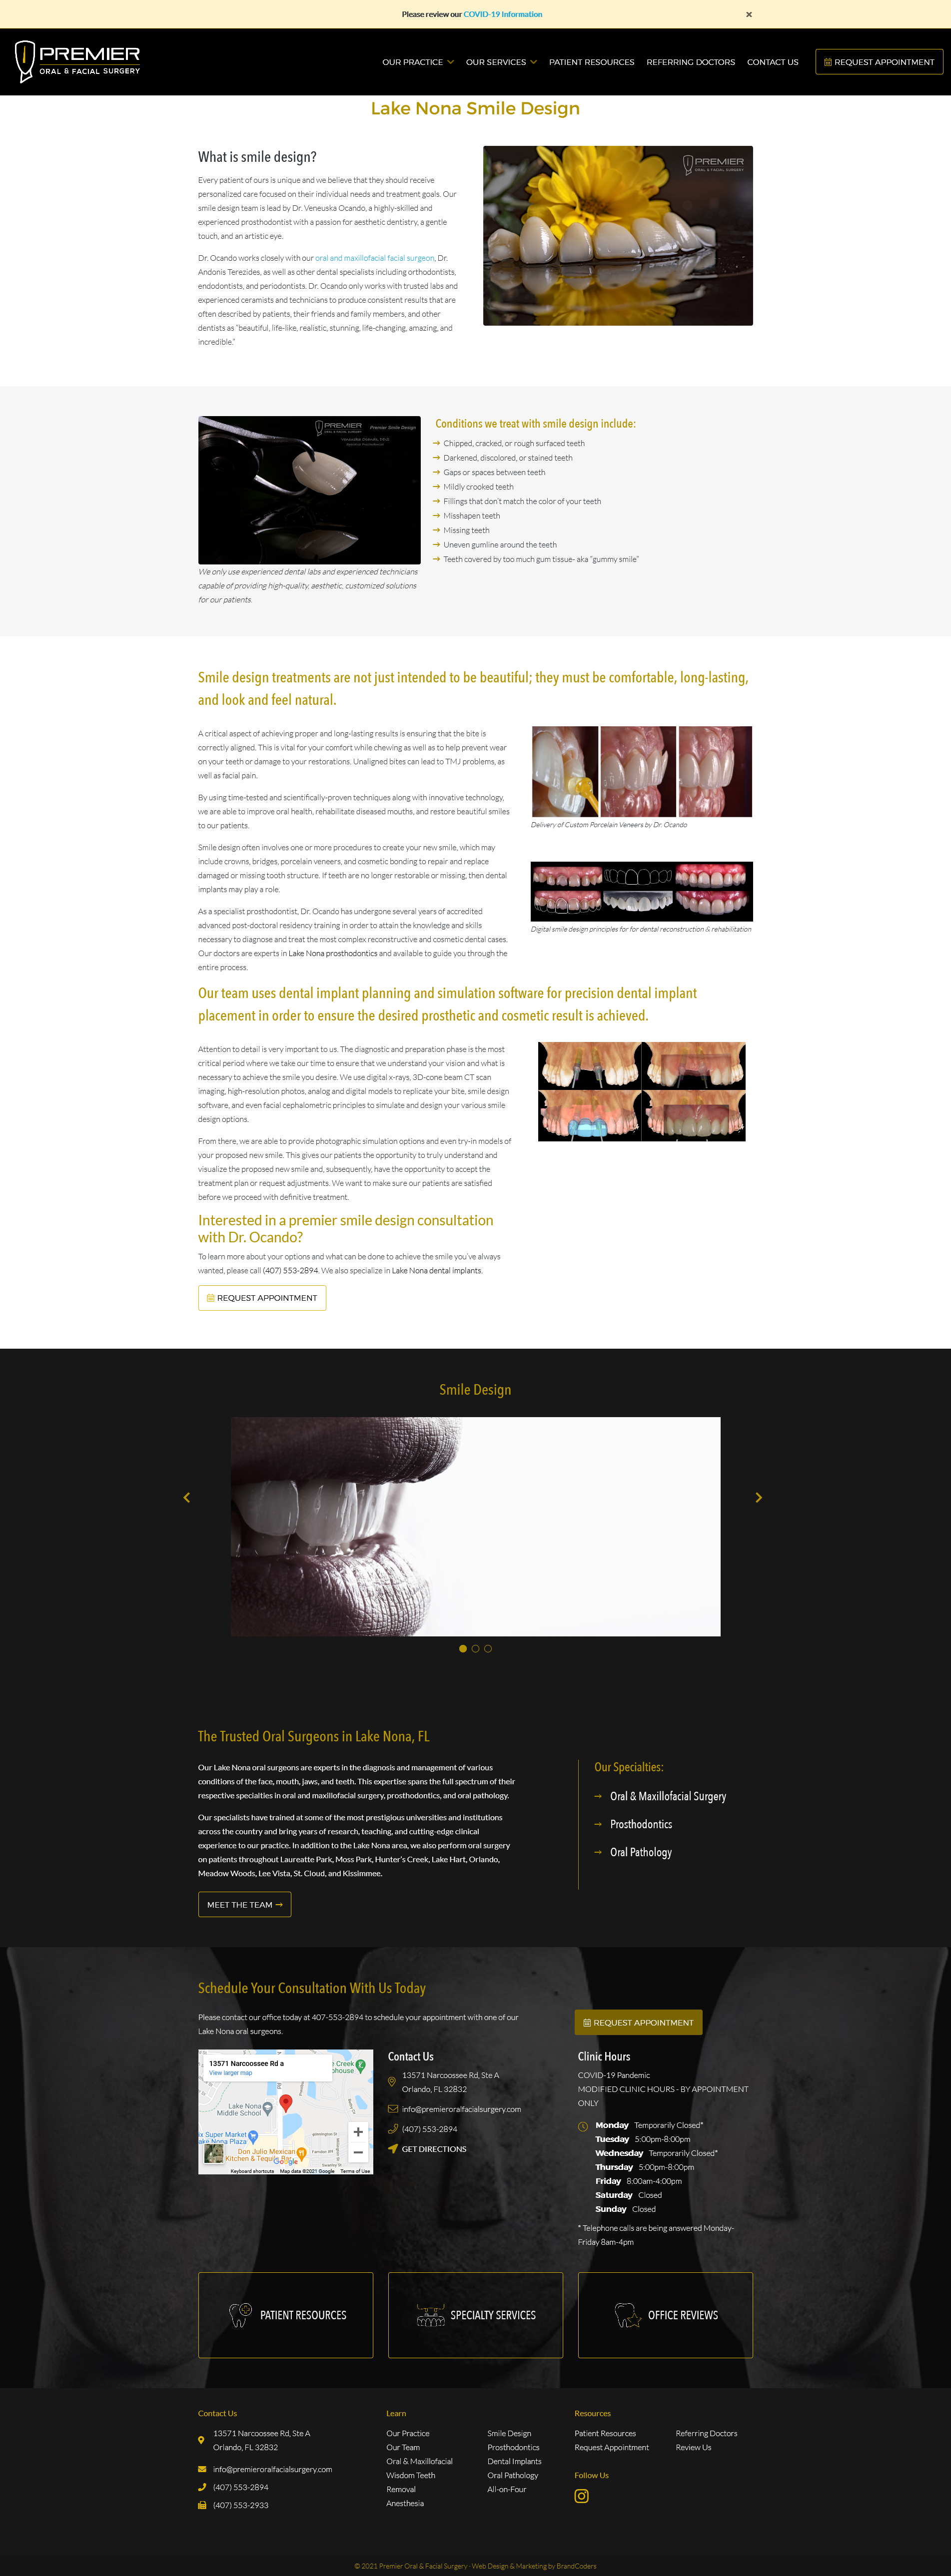 Please review our COVID-19 Information
×
PREMIER
ORAL & FACIAL SURGERY
OUR PRACTICE
OUR SERVICES
PATIENT RESOURCES
REFERRING DOCTORS
CONTACT US
REQUEST APPOINTMENT
Lake Nona Smile Design
What is smile design?
Every patient of ours is unique and we believe that they should receive
personalized care focused on their individual needs and treatment goals. Our
smile design team is lead by Dr. Veneuska Ocando, a highly-skilled and
experienced prosthodontist with a passion for aesthetic dentistry, a gentle
touch, and an artistic eye.
Dr. Ocando works closely with our oral and maxillofacial facial surgeon, Dr.
Andonis Terezides, as well as other dental specialists including orthodontists,
endodontists, and periodontists. Dr. Ocando only works with trusted labs and
experienced ceramists and technicians to produce consistent results that are
often described by patients, their friends and family members, and other
dentists as "beautiful, life-like, realistic, stunning, life-changing, amazing, and
incredible."
PREMIER
ORAL & FACIAL SURGERY
PREMIER
ORAL & FACIAL SURGERY
Premier Smile Design
We only use experienced dental labs and experienced technicians
capable of providing high-quality, aesthetic, customized solutions
for our patients.
Conditions we treat with smile design include:
Chipped, cracked, or rough surfaced teeth
Darkened, discolored, or stained teeth
Gaps or spaces between teeth
Mildly crooked teeth
Fillings that don't match the color of your teeth
Misshapen teeth
Missing teeth
Uneven gumline around the teeth
Teeth covered by too much gum tissue- aka "gummy smile"
Smile design treatments are not just intended to be beautiful; they must be comfortable, long-lasting,
and look and feel natural.
A critical aspect of achieving proper and long-lasting results is ensuring that the bite is
correctly aligned. This is vital for your comfort while chewing as well as to help prevent wear
on your teeth or damage to your restorations. Unaligned bites can lead to TMJ problems, as
well as facial pain.
By using time-tested and scientifically-proven techniques along with innovative technology,
we are able to improve oral health, rehabilitate diseased mouths, and restore beautiful smiles
to our patients.
Smile design often involves one or more procedures to create your new smile, which may
include crowns, bridges, porcelain veneers, and cosmetic bonding to repair and replace
damaged or missing tooth structure. If teeth are no longer restorable or missing, then dental
implants may play a role.
As a specialist prosthodontist, Dr. Ocando has undergone several years of accredited
advanced post-doctoral residency training in order to attain the knowledge and skills
necessary to diagnose and treat the most complex reconstructive and cosmetic dental cases.
Our doctors are experts in Lake Nona prosthodontics and available to guide you through the
entire process.
Delivery of Custom Porcelain Veneers by Dr. Ocando
Digital smile design principles for for dental reconstruction & rehabilitation
Our team uses dental implant planning and simulation software for precision dental implant
placement in order to ensure the desired prosthetic and cosmetic result is achieved.
Attention to detail is very important to us. The diagnostic and preparation phase is the most
critical period where we take our time to ensure that we understand your vision and what is
necessary to achieve the smile you desire. We use digital x-rays, 3D-cone beam CT scan
imaging, high-resolution photos, analog and digital models to replicate your bite, smile design
software, and even facial cephalometric principles to simulate and design your various smile
design options.
From there, we are able to provide photographic simulation options and even try-in models of
your proposed new smile. This gives our patients the opportunity to truly understand and
visualize the proposed new smile and, subsequently, have the opportunity to accept the
treatment plan or request adjustments. We want to make sure our patients are satisfied
before we proceed with definitive treatment.
Interested in a premier smile design consultation
with Dr. Ocando?
To learn more about your options and what can be done to achieve the smile you've always
wanted, please call (407) 553-2894. We also specialize in Lake Nona dental implants.
REQUEST APPOINTMENT
Smile Design
The Trusted Oral Surgeons in Lake Nona, FL
Our Lake Nona oral surgeons are experts in the diagnosis and management of various
conditions of the face, mouth, jaws, and teeth. This expertise spans the full spectrum of their
respective specialties in oral and maxillofacial surgery, prosthodontics, and oral pathology.
Our specialists have trained at some of the most prestigious universities and institutions
across the country and bring years of research, teaching, and cutting-edge clinical
experience to our practice. In addition to the Lake Nona area, we also perform oral surgery
on patients throughout Laureatte Park, Moss Park, Hunter's Creek, Lake Hart, Orlando,
Meadow Woods, Lee Vista, St. Cloud, and Kissimmee.
MEET THE TEAM
Our Specialties:
Oral & Maxillofacial Surgery
Prosthodontics
Oral Pathology
Schedule Your Consultation With Us Today
Please contact our office today at 407-553-2894 to schedule your appointment with one of our
Lake Nona oral surgeons.
REQUEST APPOINTMENT
13571 Narcoossee Rd a
View larger map
Lake Nona
Middle School
Don Julio Mexican
Kitchen & Tequila Bar
Google
Keyboard shortcuts
Map data ©2021 Google
Terms of Use
Contact Us
13571 Narcoossee Rd, Ste A
Orlando, FL 32832
info@premieroralfacialsurgery.com
(407) 553-2894
GET DIRECTIONS
Clinic Hours
COVID-19 Pandemic
MODIFIED CLINIC HOURS - BY APPOINTMENT
ONLY
Monday Temporarily Closed*
Tuesday 5:00pm-8:00pm
Wednesday Temporarily Closed*
Thursday 5:00pm-8:00pm
Friday 8:00am-4:00pm
Saturday Closed
Sunday Closed
* Telephone calls are being answered Monday-
Friday 8am-4pm
PATIENT RESOURCES
SPECIALTY SERVICES
OFFICE REVIEWS
Contact Us
13571 Narcoossee Rd, Ste A
Orlando, FL 32832
info@premieroralfacialsurgery.com
(407) 553-2894
(407) 553-2933
Learn
Our Practice
Our Team
Oral & Maxillofacial
Wisdom Teeth
Removal
Anesthesia
Smile Design
Prosthodontics
Dental Implants
Oral Pathology
All-on-Four
Resources
Patient Resources
Request Appointment
Referring Doctors
Review Us
Follow Us
© 2021 Premier Oral & Facial Surgery · Web Design & Marketing by BrandCoders